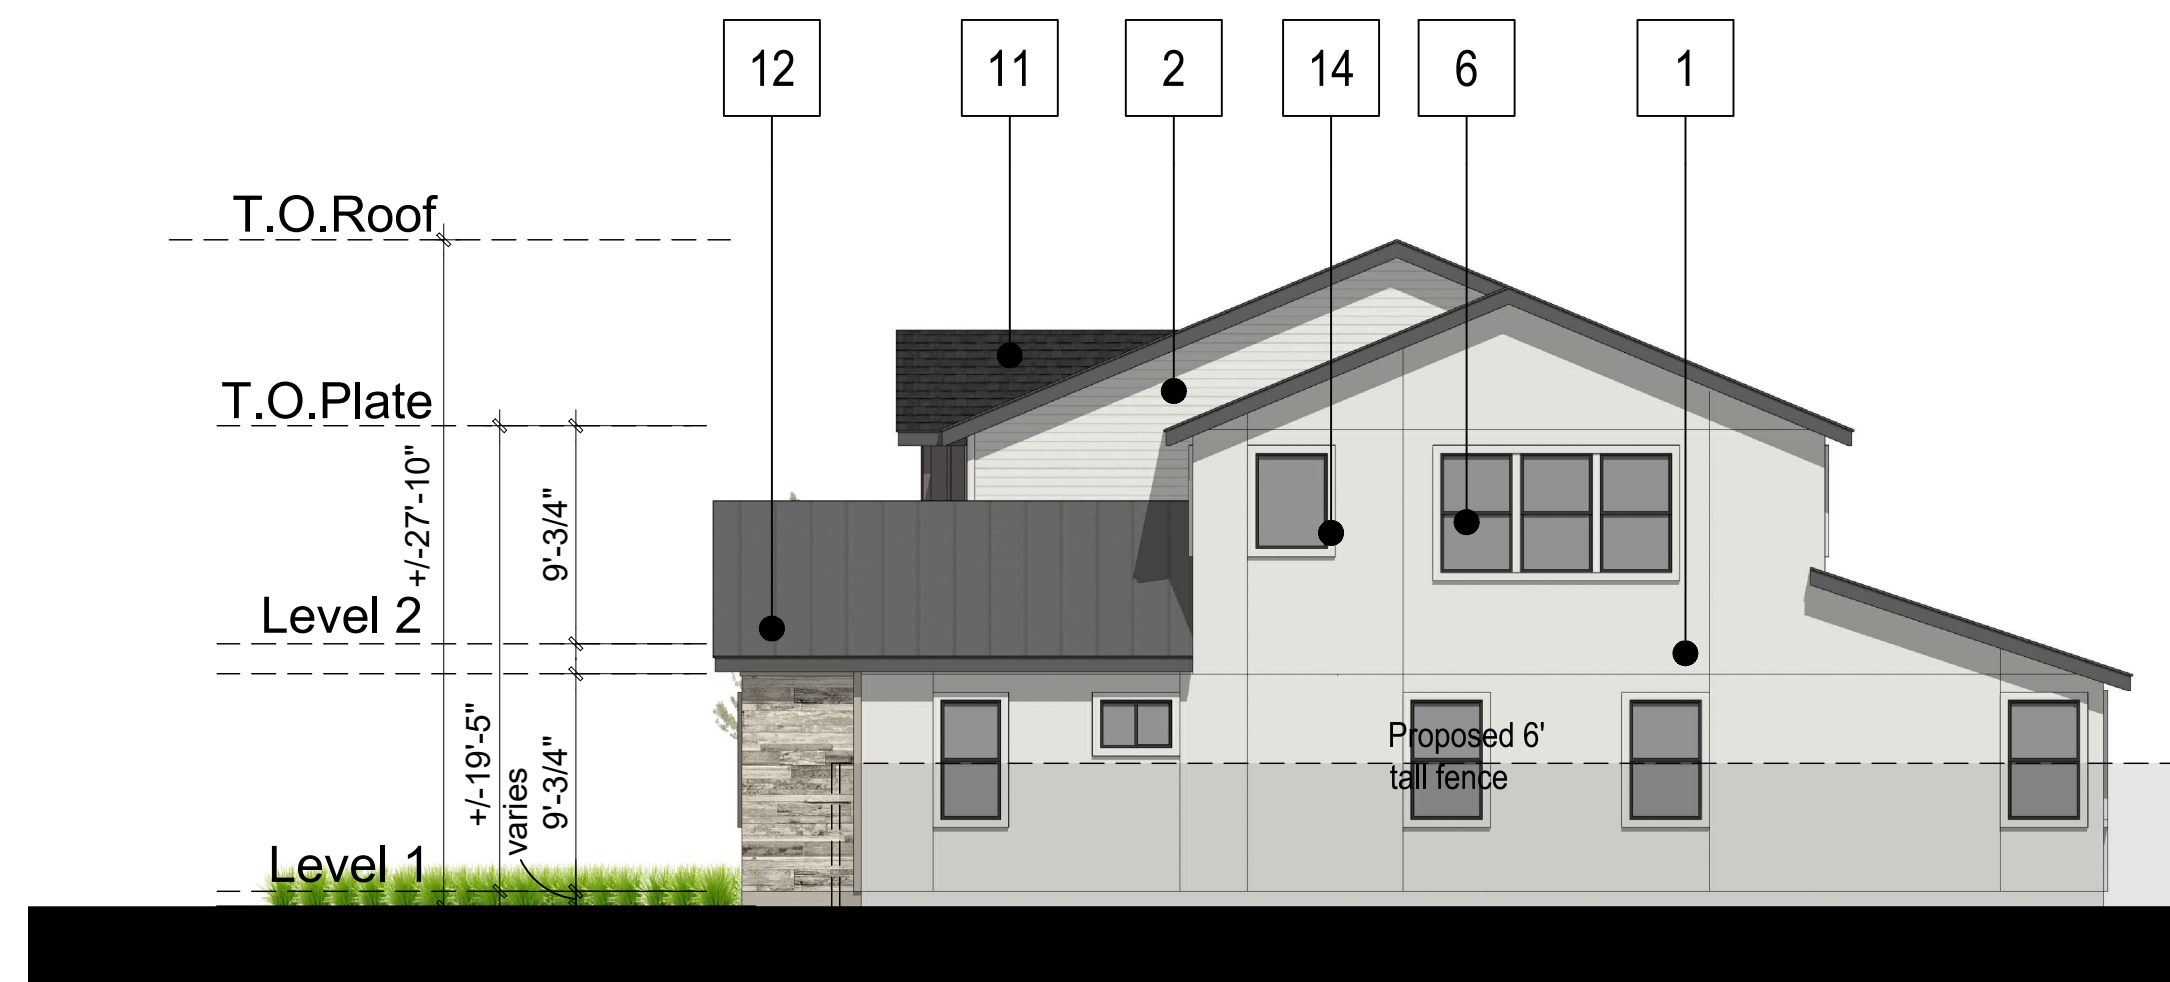 12
11
2
14
6
1
T.O.Roof
T.O.Plate
+/-27'-10"
9'-3/4"
Level 2
+/-19'-5"
varies
9'-3/4"
Proposed 6'
tall fence
Level 1